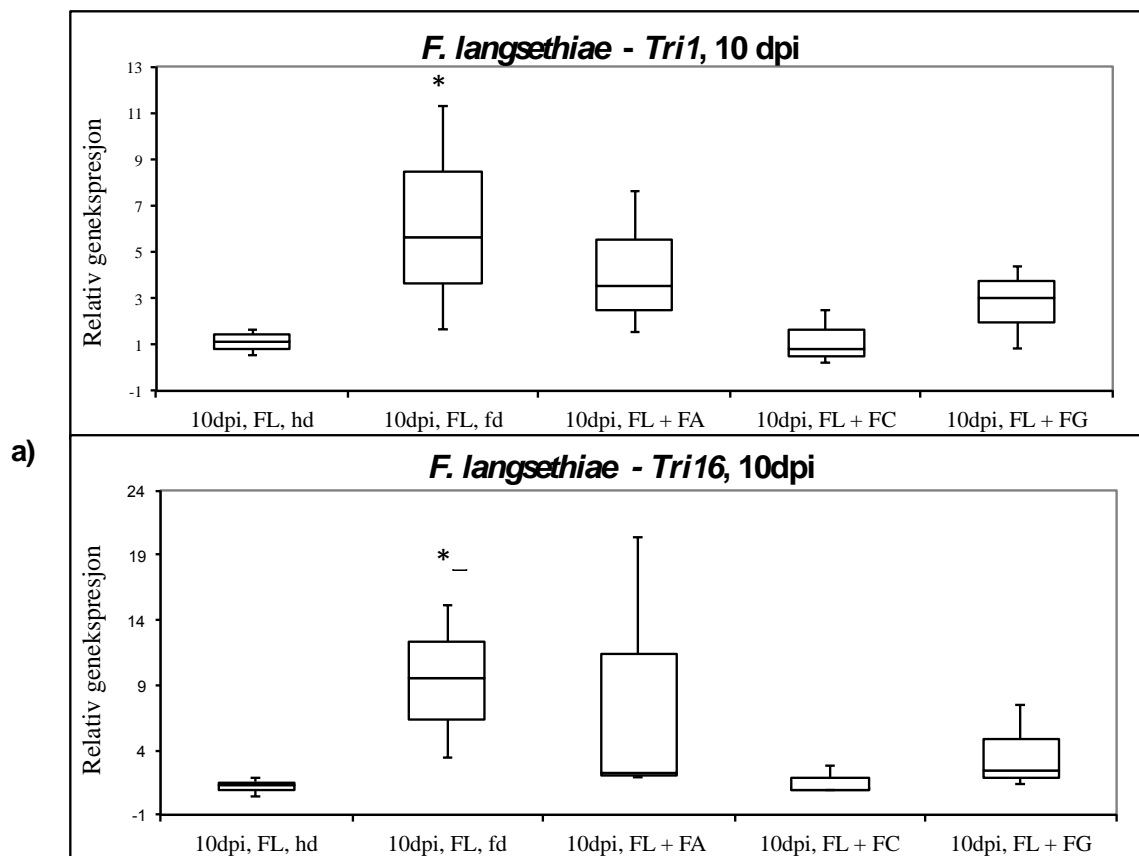 F. langsethiae - Tri1, 10 dpi
13
11
9
7
5
3
1
-1
Relativ genekspresjon
*
10dpi, FL, hd 10dpi, FL, fd 10dpi, FL + FA 10dpi, FL + FC 10dpi, FL + FG
a)
F. langsethiae - Tri16, 10dpi
24
19
14
9
4
-1
Relativ genekspresjon
*
10dpi, FL, hd 10dpi, FL, fd 10dpi, FL + FA 10dpi, FL + FC 10dpi, FL + FG